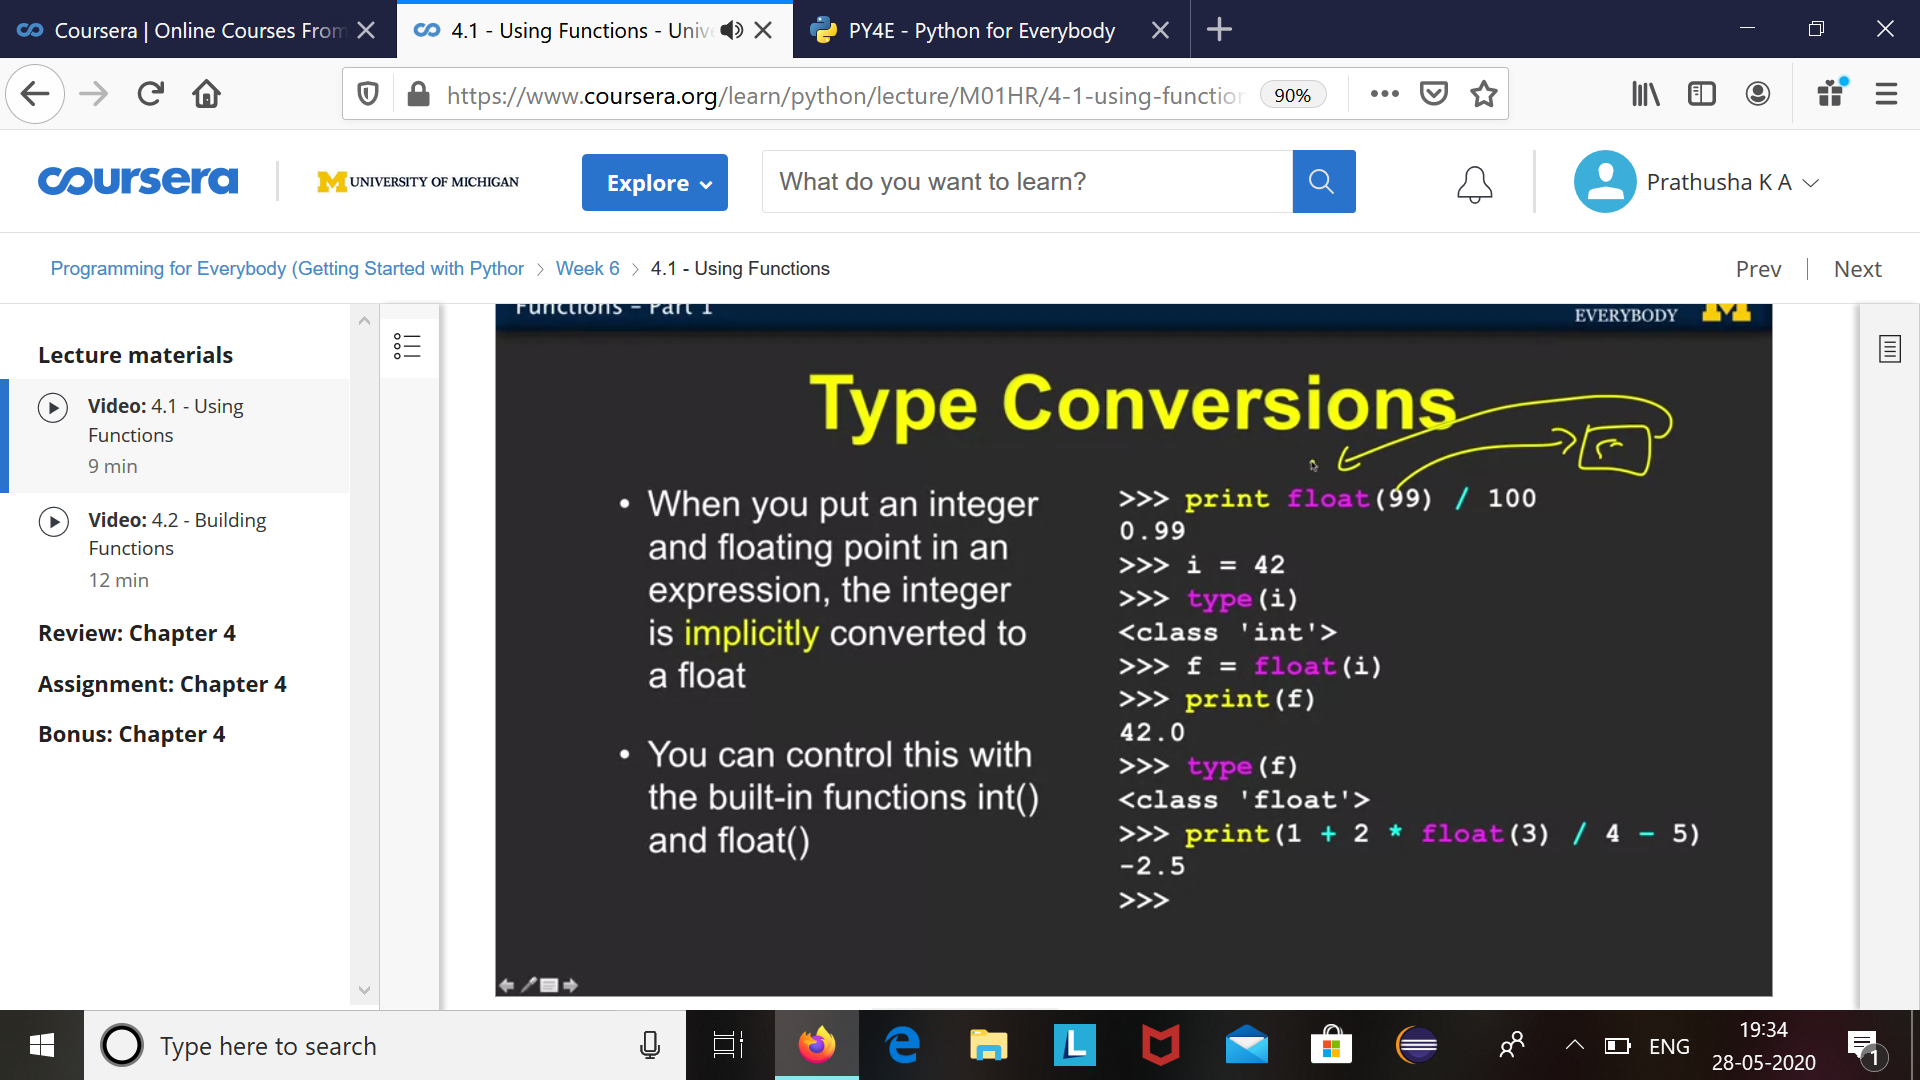 Coursera | Online Courses From
4.1 - Using Functions - Unive
PY4E - Python for Everybody
https://www.coursera.org/learn/python/lecture/M01HR/4-1-using-function
90%
coursera
M UNIVERSITY OF MICHIGAN
Explore
What do you want to learn?
Prathusha K A
Programming for Everybody (Getting Started with Python
Week 6
4.1 - Using Functions
Prev
Next
Lecture materials
Video: 4.1 - Using
Functions
9 min
Video: 4.2 - Building
Functions
12 min
Review: Chapter 4
Assignment: Chapter 4
Bonus: Chapter 4
Functions - Part 1
EVERYBODY
M
Type Conversions
• When you put an integer
and floating point in an
expression, the integer
is implicitly converted to
a float
• You can control this with
the built-in functions int()
and float()
>>> print float(99) / 100
0.99
>>> i = 42
>>> type(i)
<class 'int'>
>>> f = float(i)
>>> print(f)
42.0
>>> type(f)
<class 'float'>
>>> print(1 + 2 * float(3) / 4 - 5)
-2.5
>>>
Type here to search
L
ENG
19:34
28-05-2020
1